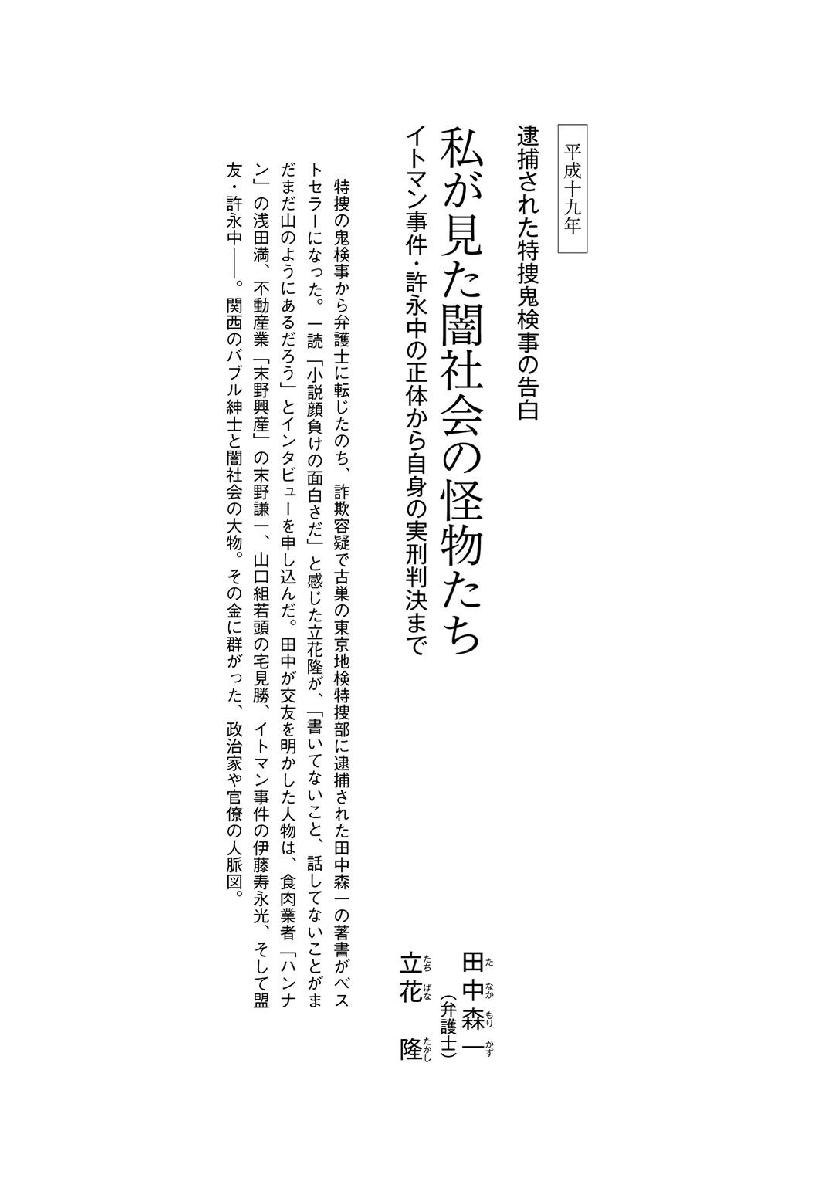 平成十九年
逮捕された特捜鬼検事の告白
私が見た闇社会の怪物たち
イトマン事件・許永中の正体から自身の実刑判決まで
田中森一
た なか もり かず
（弁護士）
立花 隆
たち ばな たかし
特捜の鬼検事から弁護士に転じたのち、詐欺容疑で古巣の東京地検特捜部に逮捕された田中森一の著書がベス
トセラーになった。一読「小説顔負けの面白さだ」と感じた立花隆が、「書いてないこと、話してないことがま
だまだ山のようにあるだろう」とインタビューを申し込んだ。田中が交友を明かした人物は、食肉業者「ハンナ
ン」の浅田満、不動産業「末野興産」の末野謙一、山口組若頭の宅見勝、イトマン事件の伊藤寿永光、そして盟
友・許永中――。関西のバブル紳士と闇社会の大物。その金に群がった、政治家や官僚の人脈図。